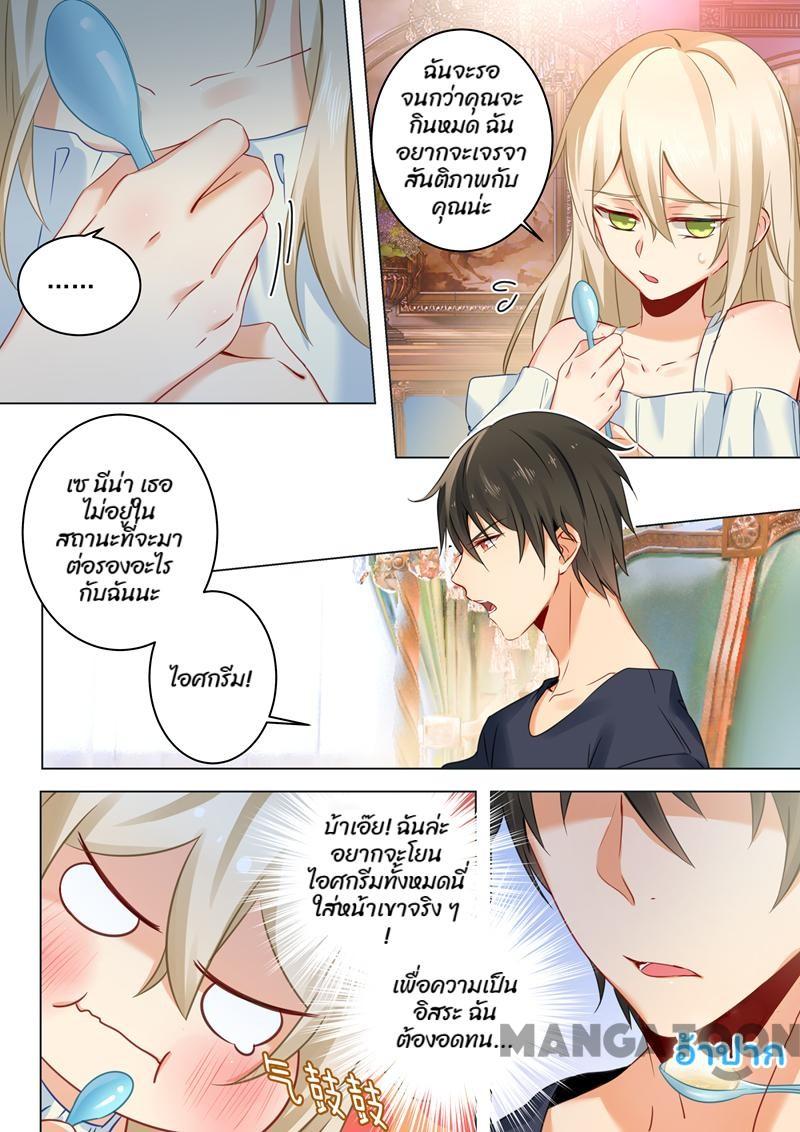 ฉันจะรอ
จนกว่าคุณจะ
กินหมด ฉัน
อยากจะเจรจา
สันติภาพกับ
คุณน่ะ
......
เซ นีน่า เธอ
ไม่อยู่ใน
สถานะที่จะมา
ต่อรองอะไร
กับฉันนะ
ไอศกรีม!
บ้าเอ๊ย! ฉันล่ะ
อยากจะโยน
ไอศกรีมทั้งหมดนี่
ใส่หน้าเขาจริง ๆ
!
เพื่อความเป็น
อิสระ ฉัน
ต้องอดทน...
气鼓鼓
อ้าปาก
MANGATOON